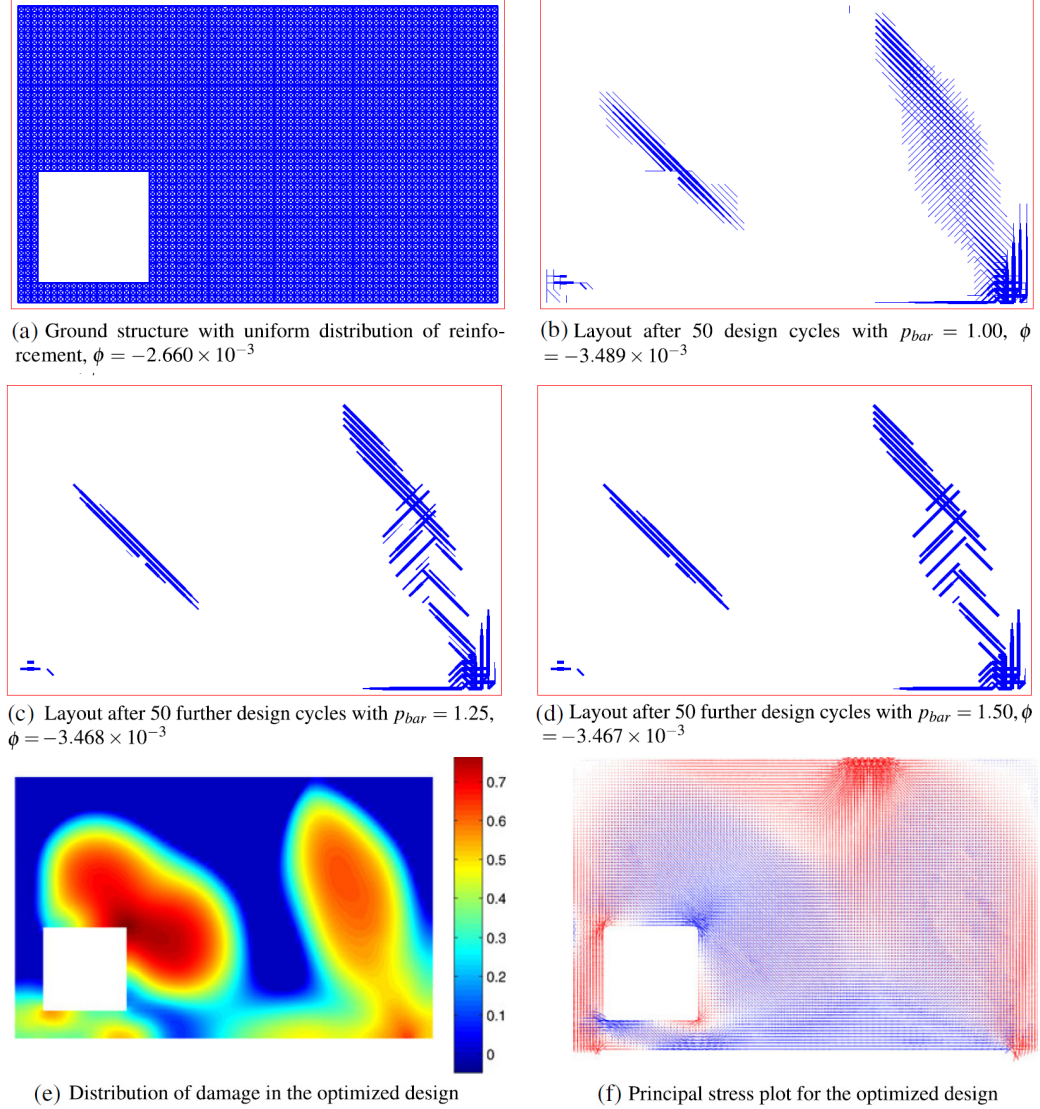 (a) Ground structure with uniform distribution of reinfo-
rcement, ϕ = −2.660 × 10⁻³
(b) Layout after 50 design cycles with p_bar = 1.00, ϕ
= −3.489 × 10⁻³
(c) Layout after 50 further design cycles with p_bar = 1.25,
ϕ = −3.468 × 10⁻³
(d) Layout after 50 further design cycles with p_bar = 1.50, ϕ
= −3.467 × 10⁻³
0.7
0.6
0.5
0.4
0.3
0.2
0.1
0
(e) Distribution of damage in the optimized design
(f) Principal stress plot for the optimized design